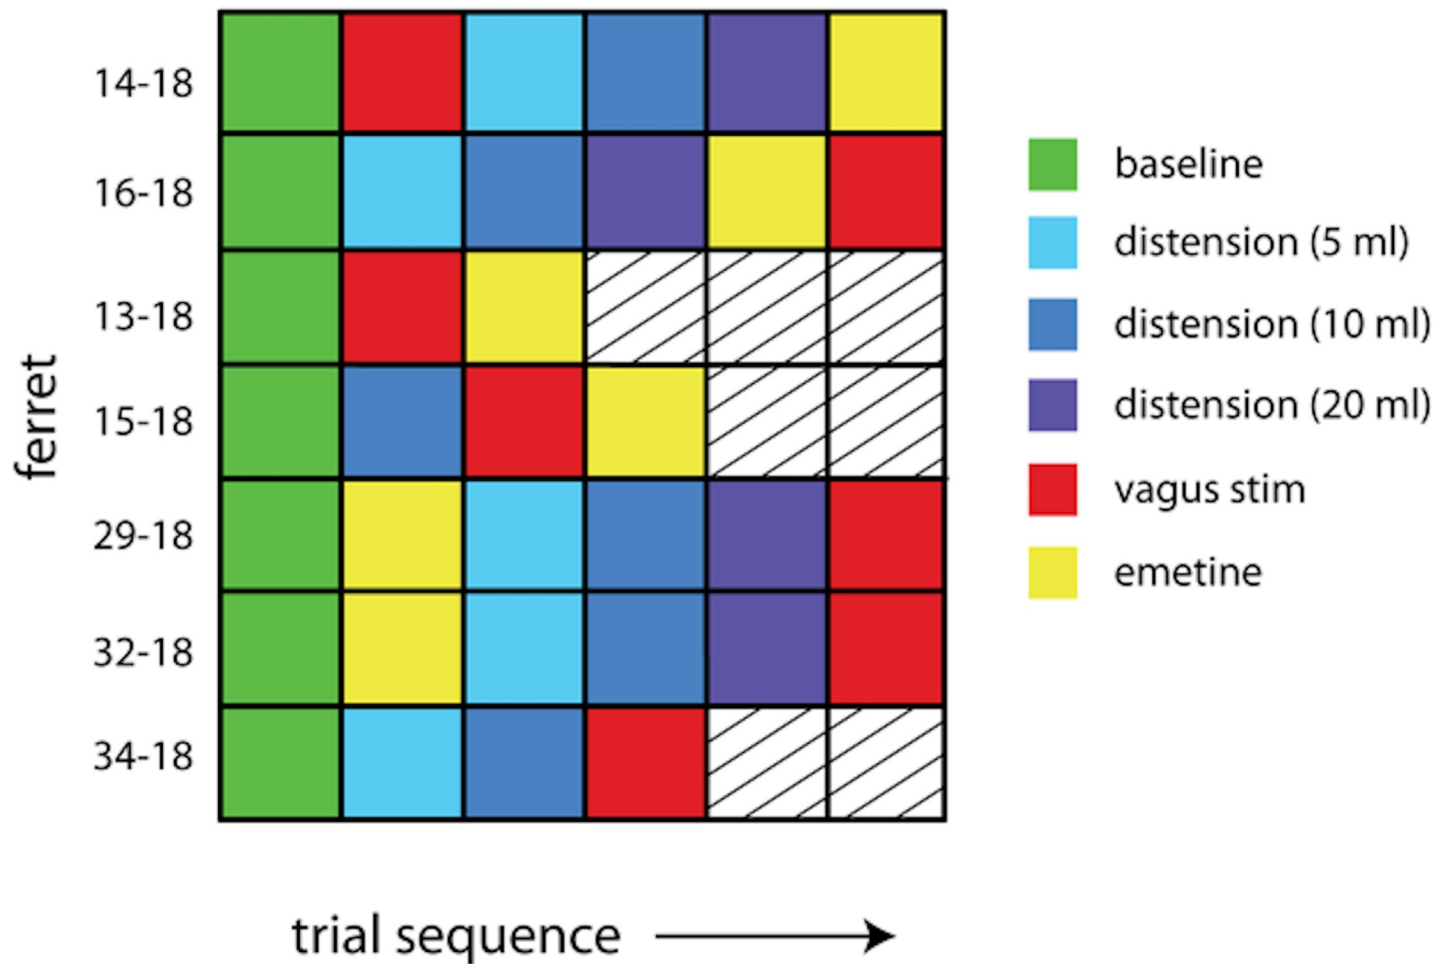 14-18
16-18
13-18
15-18
29-18
32-18
34-18
ferret
trial sequence
baseline
distension (5 ml)
distension (10 ml)
distension (20 ml)
vagus stim
emetine